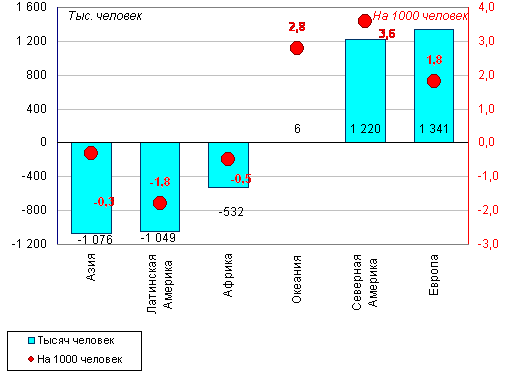 Тыс. человек
На 1000 человек
1 600
1 200
800
400
0
-400
-800
-1 200
4,0
3,0
2,0
1,0
0,0
-1,0
-2,0
-3,0
2,8
3,6
1,8
6
1 220
1 341
-0,3
-1,8
-0,5
-532
-1 076
-1 049
Азия
Латинская
Америка
Африка
Океания
Северная
Америка
Европа
Тысяч человек
На 1000 человек